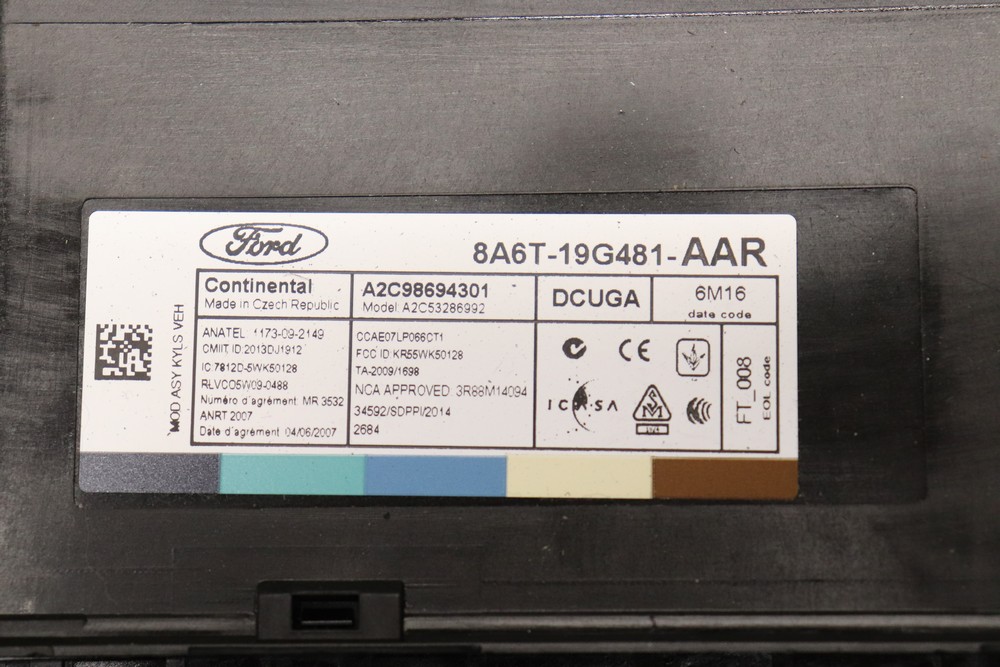 Ford
8A6T-19G481-AAR
MOD ASY KYLS VEH
Continental
Made in Czech Republic
A2C98694301
Model: A2C53286992
DCUGA
6M16
date code
ANATEL 1173-09-2149
CMIIT ID:2013DJ1912
IC:7812D-5WK50128
RLVCO5W09-0488
Numéro d'agrément: MR 3532
ANRT 2007
Date d'agrément 04/06/2007
CCAE07LP066CT1
FCC ID:KR55WK50128
TA-2009/1698
NCA APPROVED: 3R88M14094
34592/SDPPI/2014
2684
CE
ICASA
FT_008
EOL code